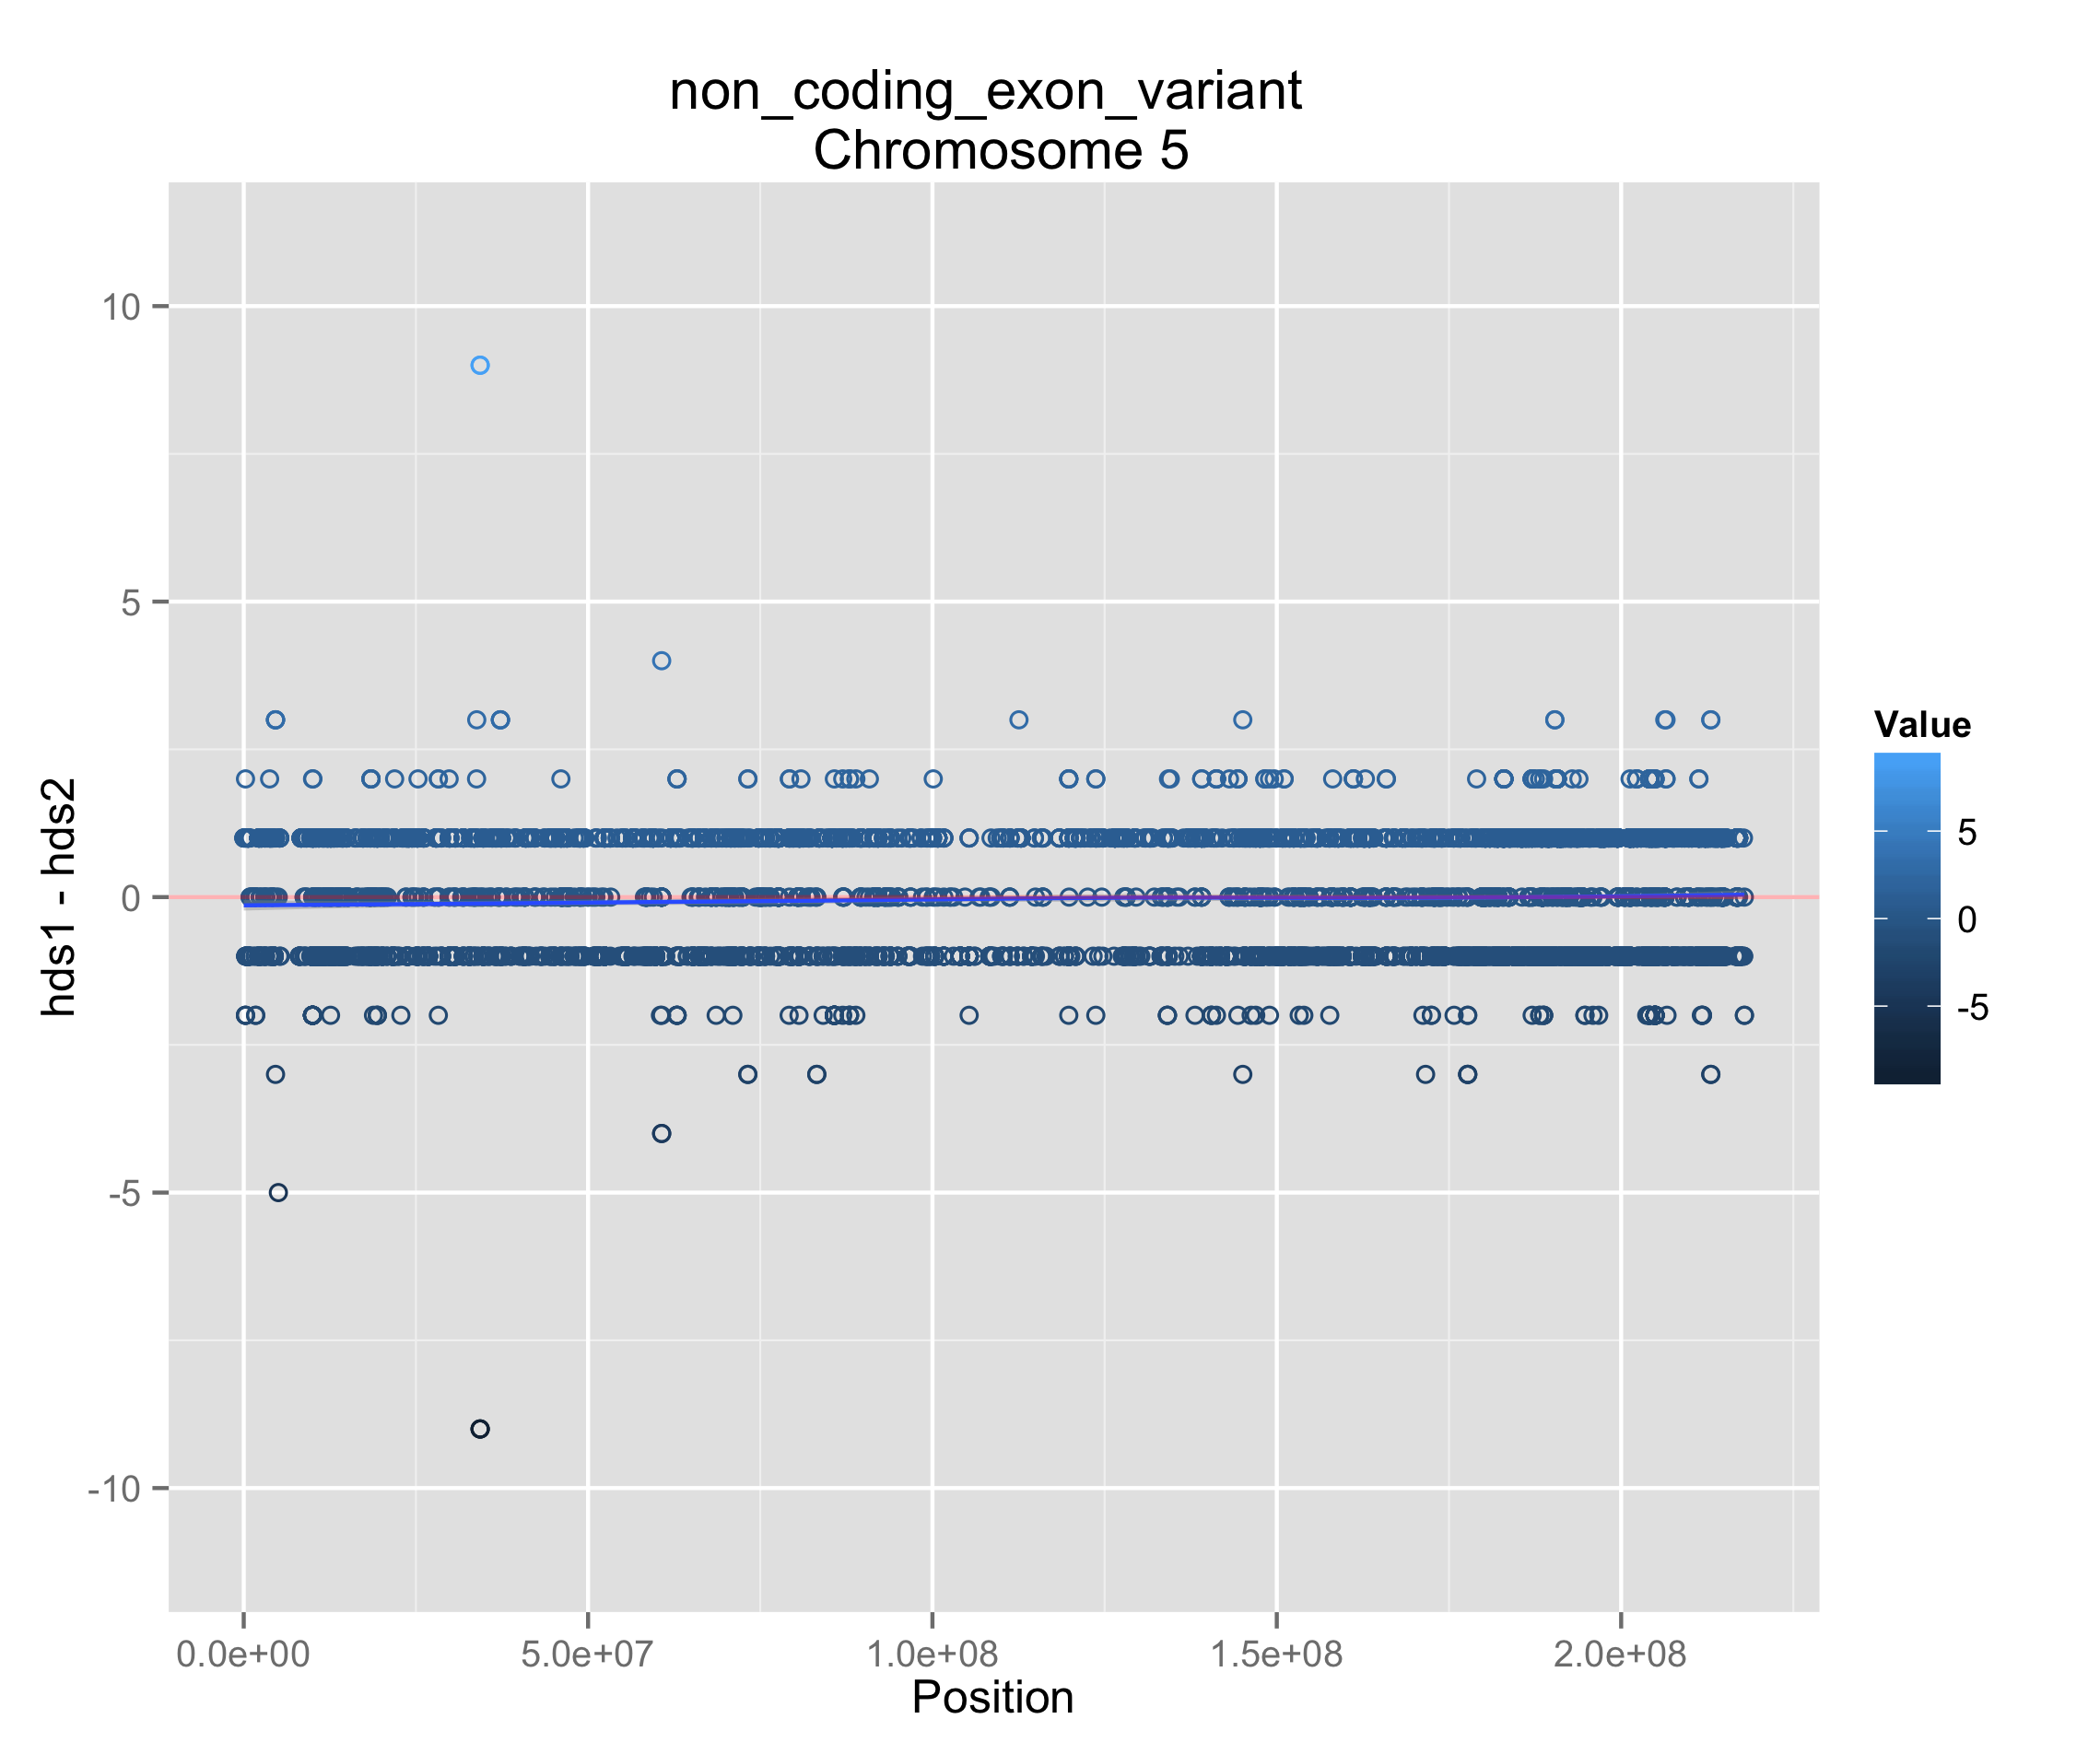 non_coding_exon_variant
Chromosome 5
hds1 - hds2
10
5
0
-5
-10
0.0e+00
5.0e+07
1.0e+08
1.5e+08
2.0e+08
Position
Value
5
0
-5